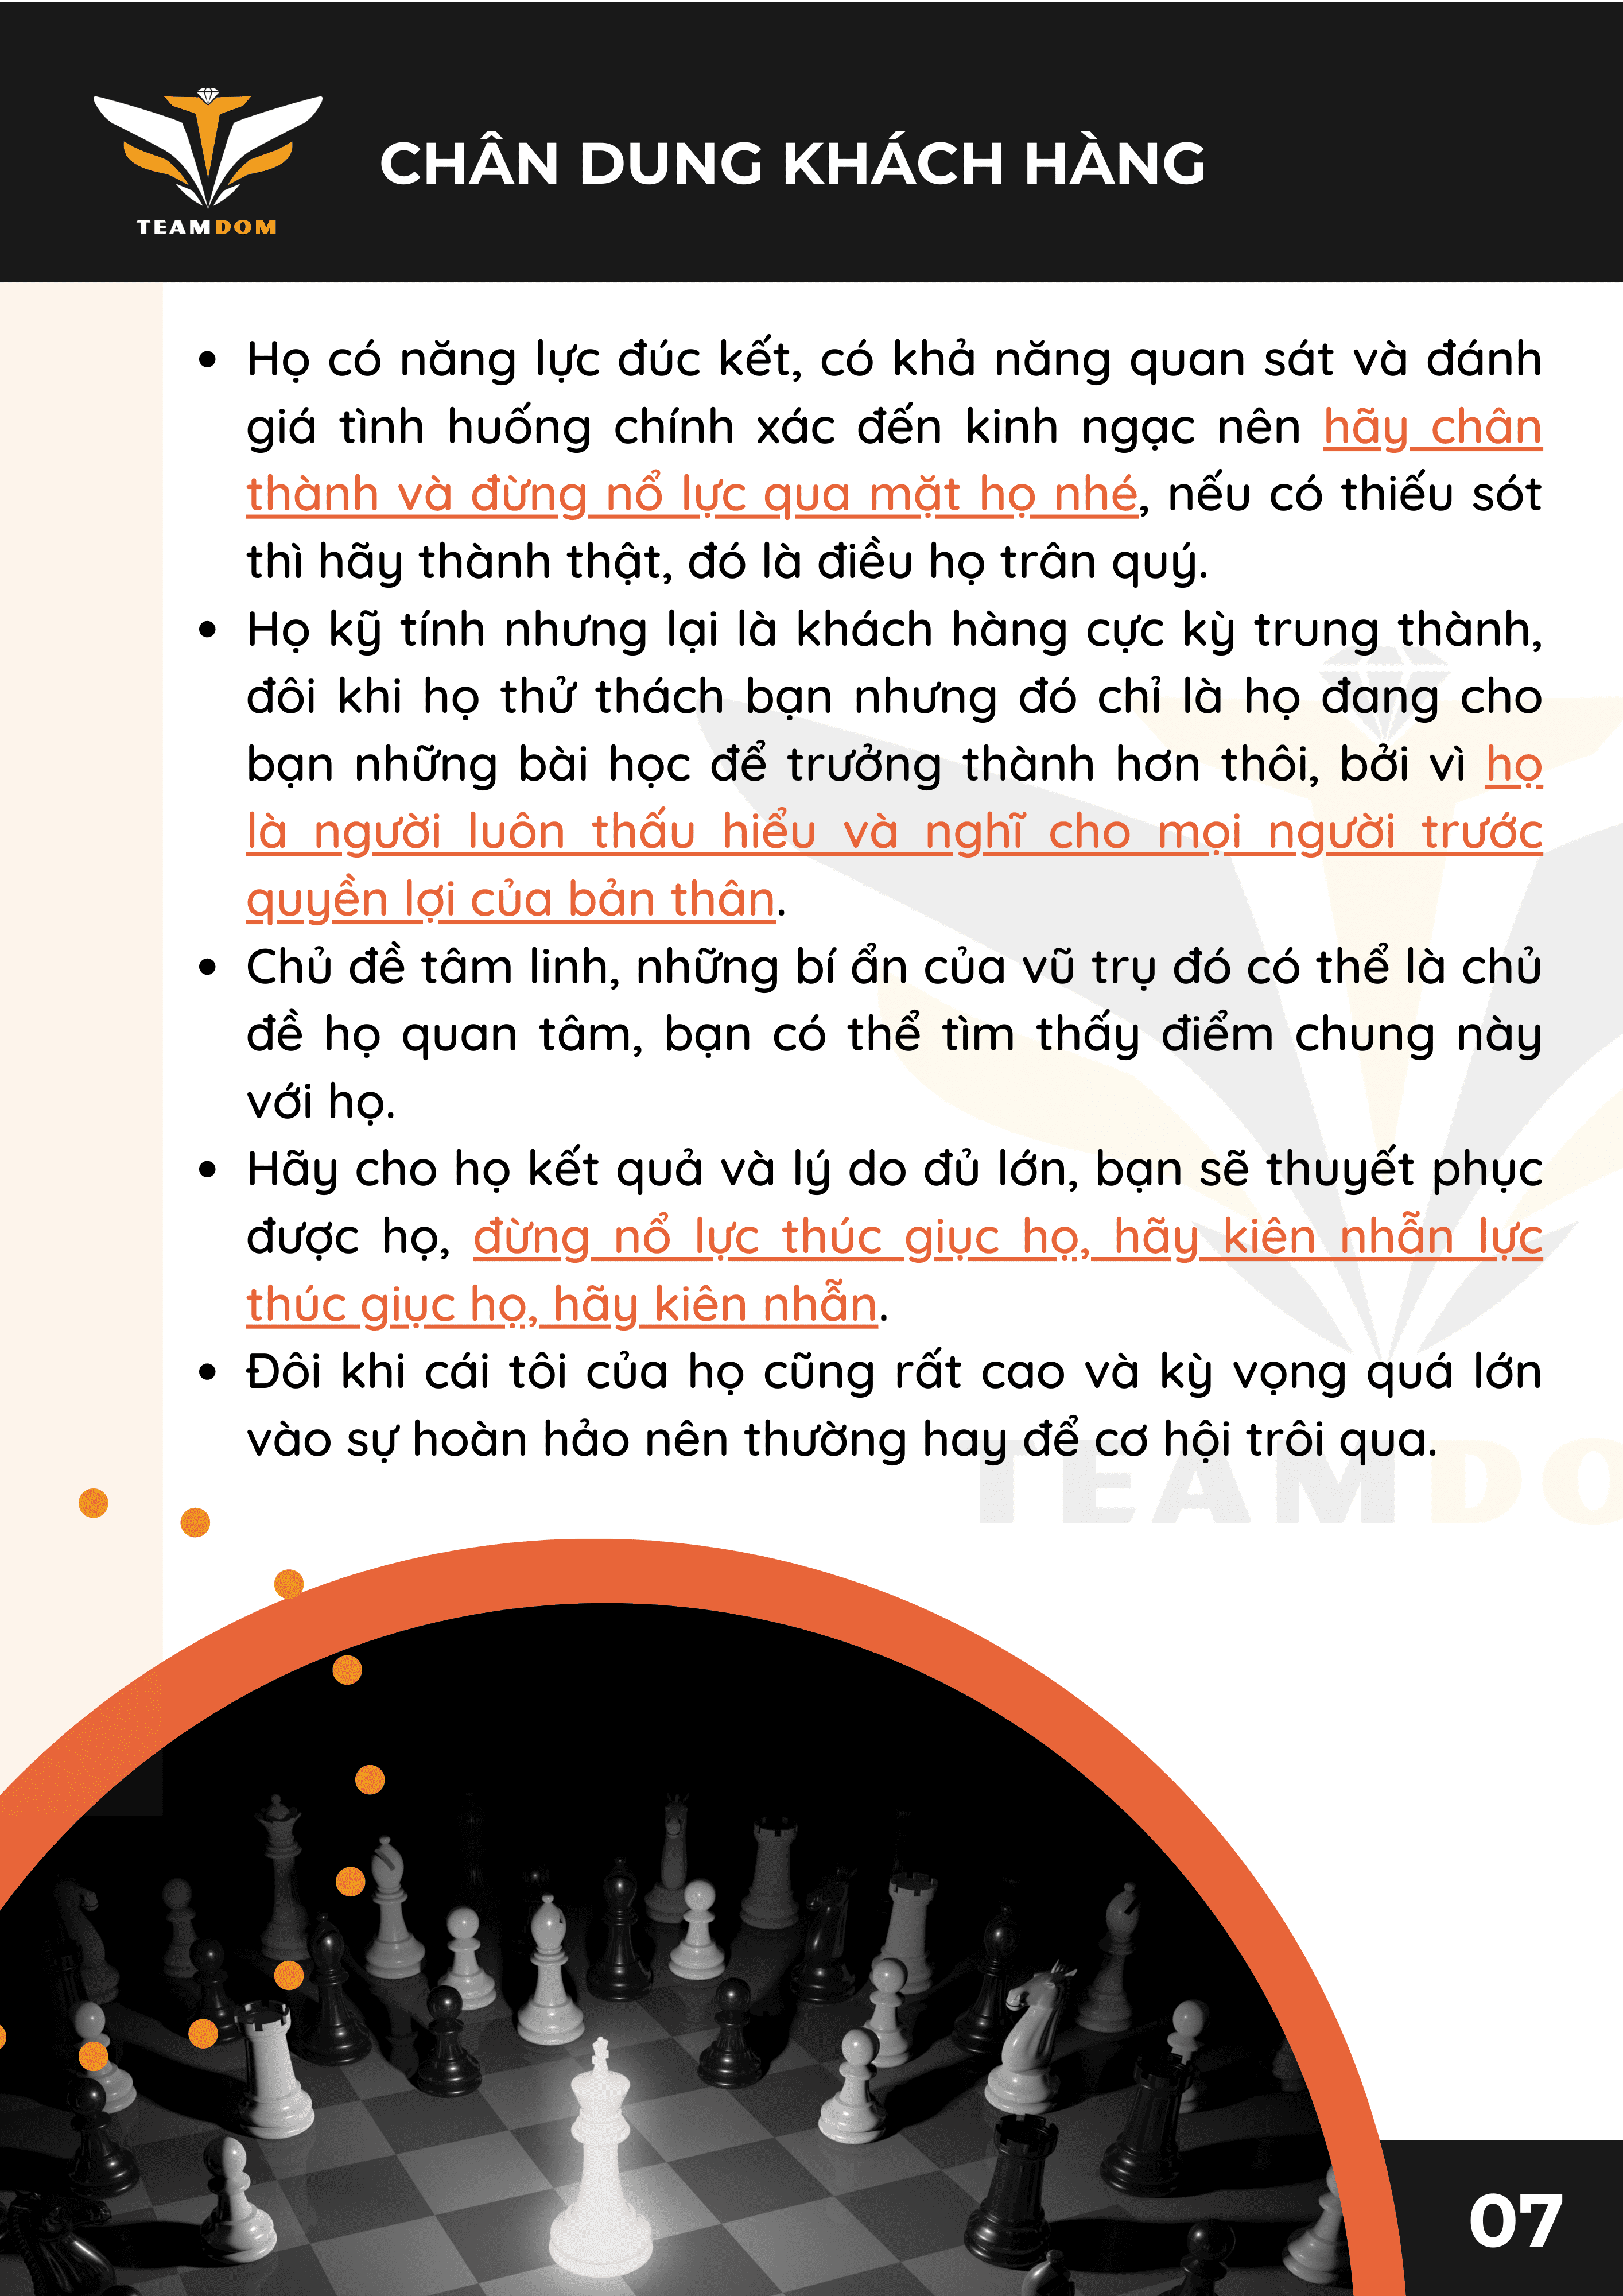 TEAMDOM
CHÂN DUNG KHÁCH HÀNG
• Họ có năng lực đúc kết, có khả năng quan sát và đánh
giá tình huống chính xác đến kinh ngạc nên hãy chân
thành và đừng nổ lực qua mặt họ nhé, nếu có thiếu sót
thì hãy thành thật, đó là điều họ trân quý.
• Họ kỹ tính nhưng lại là khách hàng cực kỳ trung thành,
đôi khi họ thử thách bạn nhưng đó chỉ là họ đang cho
bạn những bài học để trưởng thành hơn thôi, bởi vì họ
là người luôn thấu hiểu và nghĩ cho mọi người trước
quyền lợi của bản thân.
• Chủ đề tâm linh, những bí ẩn của vũ trụ đó có thể là chủ
đề họ quan tâm, bạn có thể tìm thấy điểm chung này
với họ.
• Hãy cho họ kết quả và lý do đủ lớn, bạn sẽ thuyết phục
được họ, đừng nổ lực thúc giục họ, hãy kiên nhẫn lực
thúc giục họ, hãy kiên nhẫn.
• Đôi khi cái tôi của họ cũng rất cao và kỳ vọng quá lớn
vào sự hoàn hảo nên thường hay để cơ hội trôi qua.
TEAMDO
07